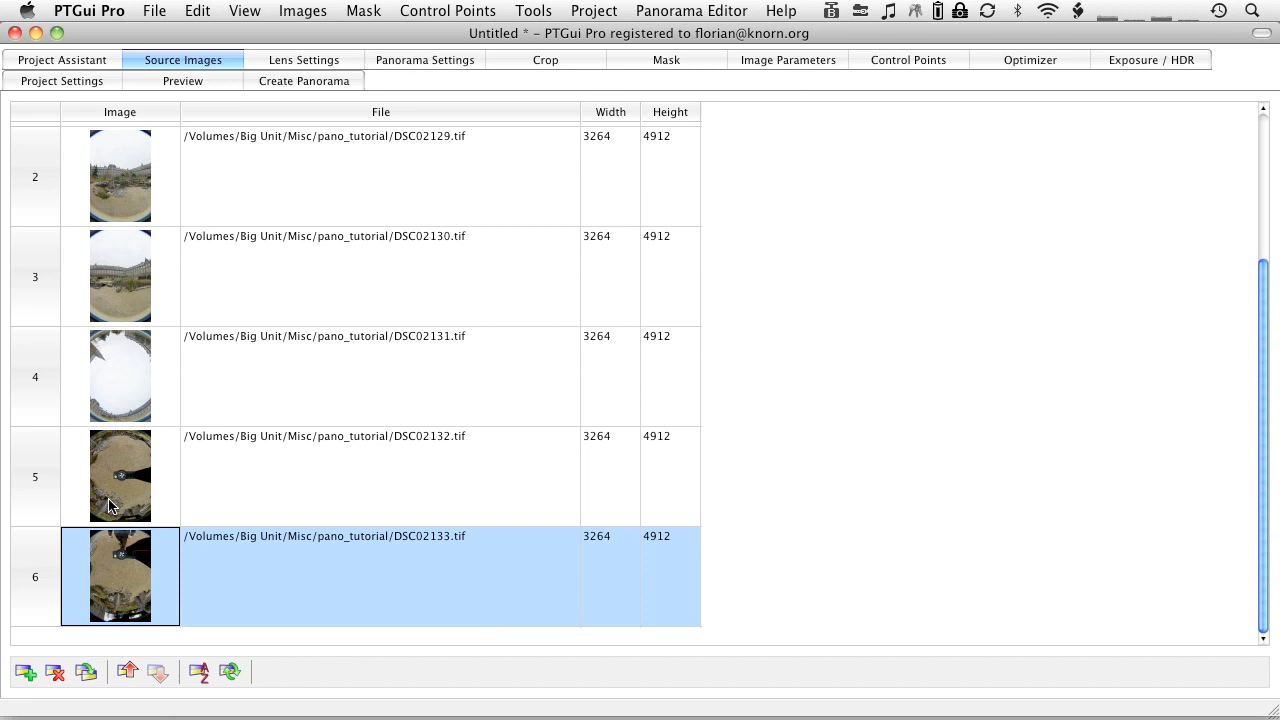 PTGui Pro File Edit View Images Mask Control Points Tools Project Panorama Editor Help
Untitled * – PTGui Pro registered to florian@knorn.org
Project Assistant Source Images Lens Settings Panorama Settings Crop Mask Image Parameters Control Points Optimizer Exposure / HDR
Project Settings Preview Create Panorama
Image File Width Height
2 /Volumes/Big Unit/Misc/pano_tutorial/DSC02129.tif 3264 4912
3 /Volumes/Big Unit/Misc/pano_tutorial/DSC02130.tif 3264 4912
4 /Volumes/Big Unit/Misc/pano_tutorial/DSC02131.tif 3264 4912
5 /Volumes/Big Unit/Misc/pano_tutorial/DSC02132.tif 3264 4912
6 /Volumes/Big Unit/Misc/pano_tutorial/DSC02133.tif 3264 4912